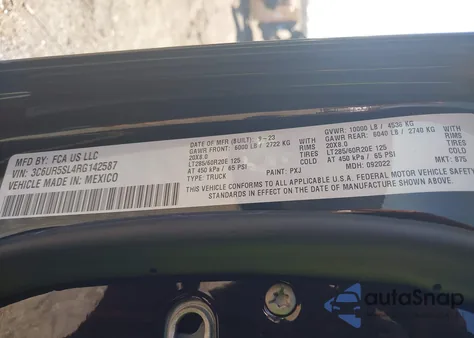 MFD BY: FCA US LLC
VIN: 3C6UR5SL4RG142587
VEHICLE MADE IN: MEXICO
DATE OF MFR (BUILT): 9-23 GVWR: 10000 LB / 4536 KG
GAWR FRONT: 6000 LB / 2722 KG WITH GAWR REAR: 6040 LB / 2740 KG WITH
20X8.0 RIMS 20X8.0 RIMS
LT285/60R20E 125 TIRES LT285/60R20E 125 TIRES
AT 450 kPa / 65 PSI COLD AT 450 kPa / 65 PSI COLD
TYPE: TRUCK PAINT: PXJ MDH: 092022 MKT: 875
THIS VEHICLE CONFORMS TO ALL APPLICABLE U.S.A. FEDERAL MOTOR VEHICLE SAFETY
STANDARDS IN EFFECT ON THE DATE OF MANUFACTURE SHOWN ABOVE.
autoSnap